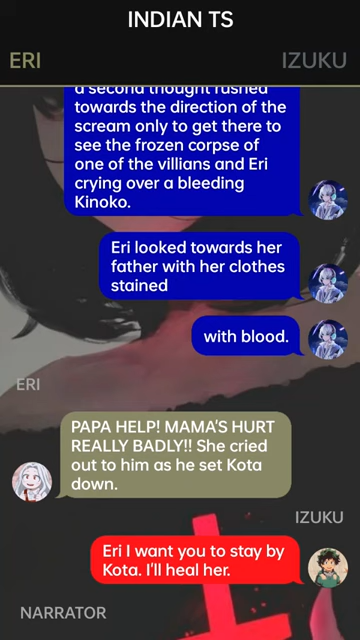 INDIAN TS
ERI
IZUKU
a second thought rushed
towards the direction of the
scream only to get there to
see the frozen corpse of
one of the villians and Eri
crying over a bleeding
Kinoko.
Eri looked towards her
father with her clothes
stained
with blood.
ERI
PAPA HELP! MAMA'S HURT
REALLY BADLY!! She cried
out to him as he set Kota
down.
IZUKU
Eri I want you to stay by
Kota. I'll heal her.
NARRATOR